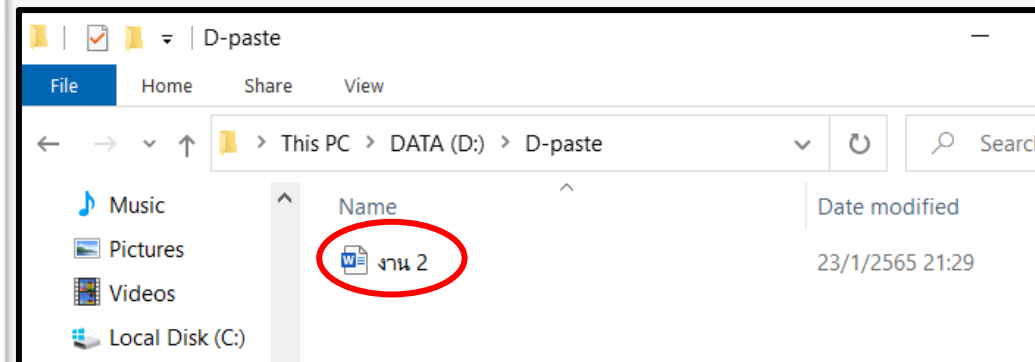 D-paste
File Home Share View
This PC > DATA (D:) > D-paste
Music
Name Date modified
Pictures
งาน 2 23/1/2565 21:29
Videos
Local Disk (C:)